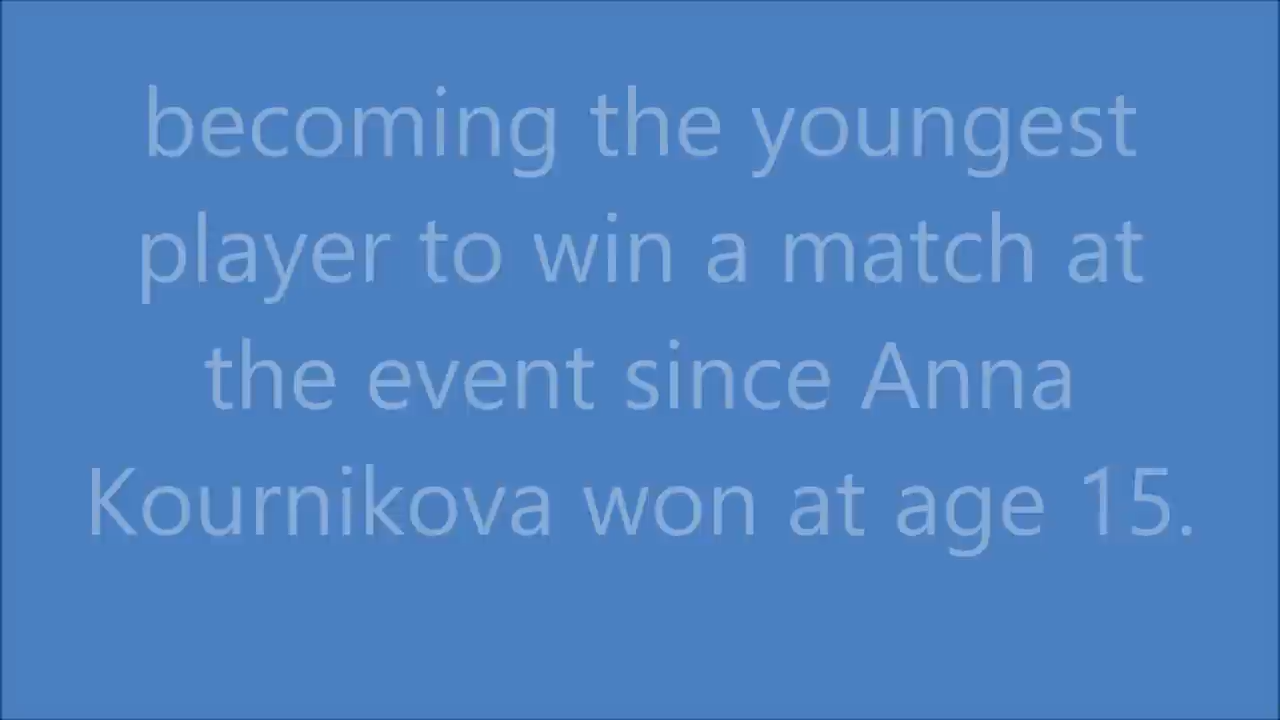 becoming the youngest
player to win a match at
the event since Anna
Kournikova won at age 15.